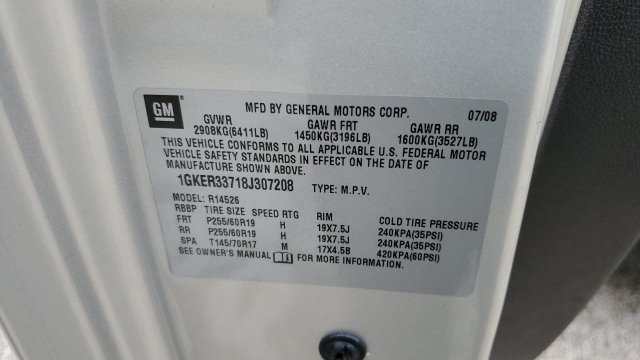 GM
MFD BY GENERAL MOTORS CORP. 07/08
GVWR GAWR FRT GAWR RR
2908KG(6411LB) 1450KG(3196LB) 1600KG(3527LB)
THIS VEHICLE CONFORMS TO ALL APPLICABLE U.S. FEDERAL MOTOR
VEHICLE SAFETY STANDARDS IN EFFECT ON THE DATE OF
MANUFACTURE SHOWN ABOVE.
1GKER33718J307208 TYPE: M.P.V.
MODEL: R14526
RBBP TIRE SIZE SPEED RTG RIM COLD TIRE PRESSURE
FRT P255/60R19 H 19X7.5J 240KPA(35PSI)
RR P255/60R19 H 19X7.5J 240KPA(35PSI)
SPA T145/70R17 M 17X4.5B 420KPA(60PSI)
SEE OWNER'S MANUAL FOR MORE INFORMATION.